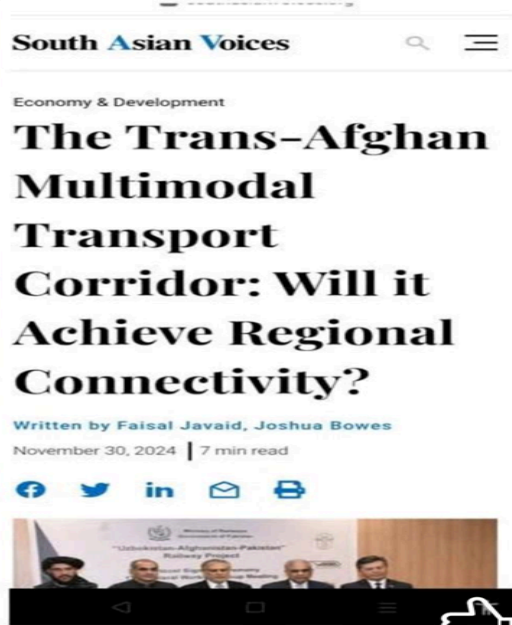 South Asian Voices
Economy & Development
The Trans-Afghan
Multimodal
Transport
Corridor: Will it
Achieve Regional
Connectivity?
Written by Faisal Javaid, Joshua Bowes
November 30, 2024 | 7 min read
in
"Uzbekistan-Afghanistan-Pakistan"
Railway Project